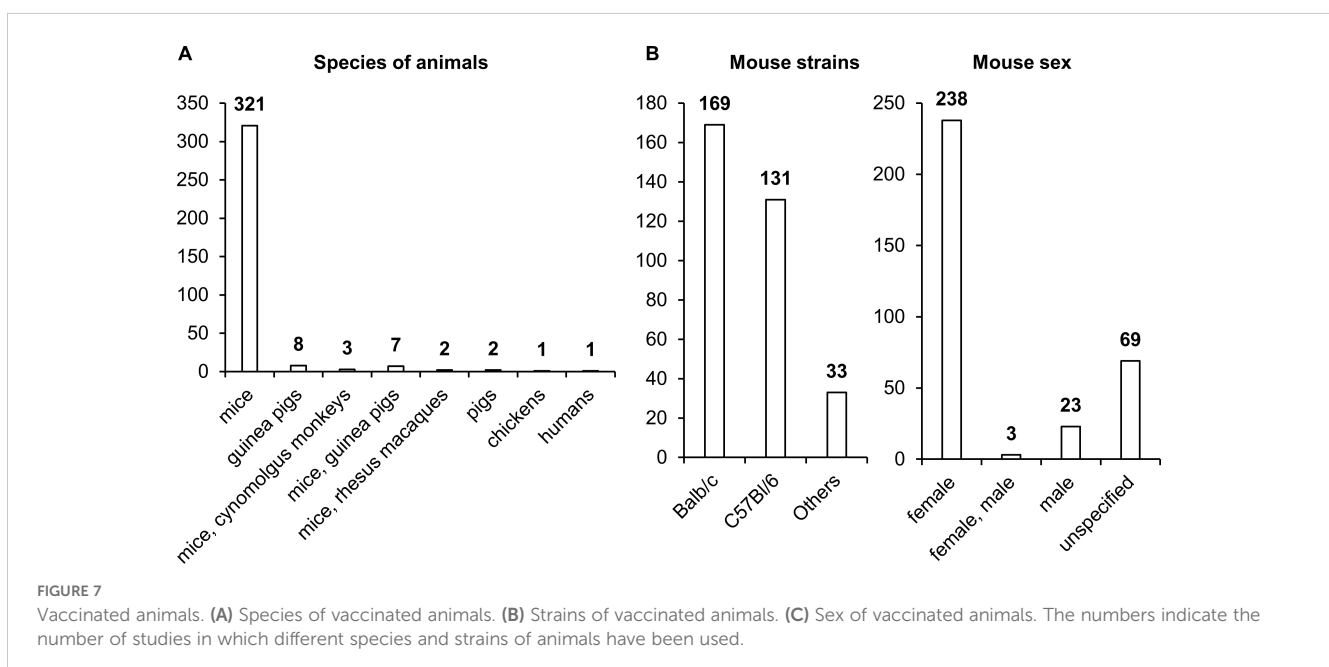 A
Species of animals
350
300
250
200
150
100
50
0
321
8
3
7
2
2
1
1
mice
guinea pigs
mice, cynomolgus monkeys
mice, guinea pigs
mice, rhesus macaques
pigs
chickens
humans
B
Mouse strains
180
160
140
120
100
80
60
40
20
0
169
131
33
Balb/c
C57Bl/6
Others
Mouse sex
250
200
150
100
50
0
238
3
23
69
female
female, male
male
unspecified
FIGURE 7
Vaccinated animals. (A) Species of vaccinated animals. (B) Strains of vaccinated animals. (C) Sex of vaccinated animals. The numbers indicate the
number of studies in which different species and strains of animals have been used.